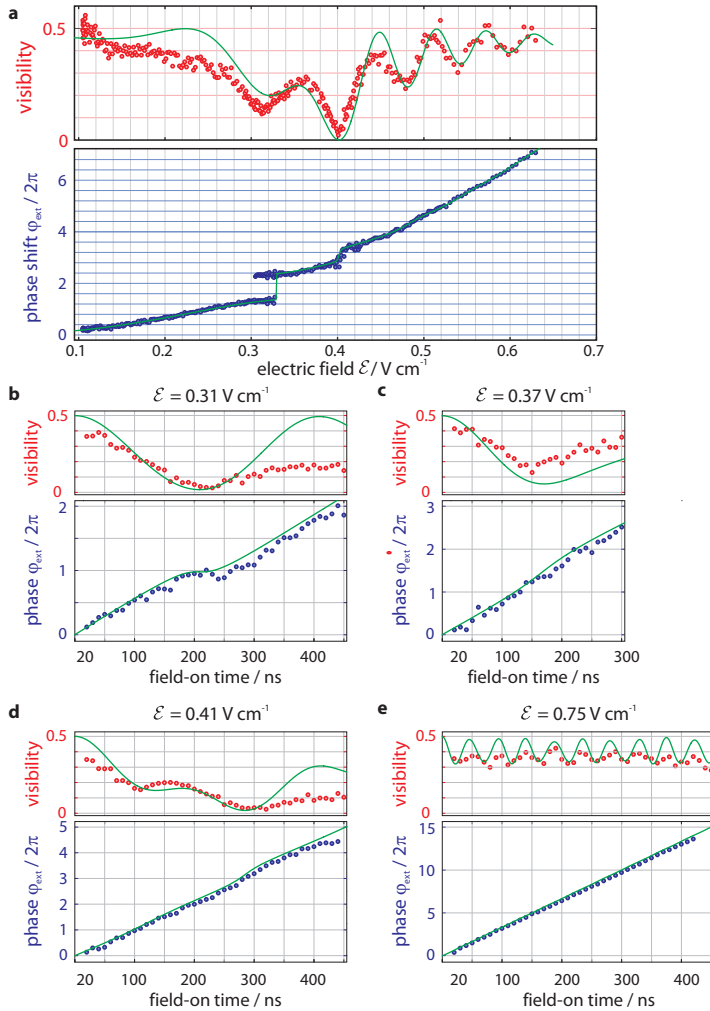 a
0.5
0
visibility
6
4
2
0
phase shift φext / 2π
0.1 0.2 0.3 0.4 0.5 0.6 0.7
electric field ℰ / V cm⁻¹
b
ℰ = 0.31 V cm⁻¹
0.5
0
visibility
2
1
0
phase φext / 2π
20 100 200 300 400
field-on time / ns
c
ℰ = 0.37 V cm⁻¹
0.5
0
visibility
3
2
1
0
phase φext / 2π
20 100 200 300
field-on time / ns
d
ℰ = 0.41 V cm⁻¹
0.5
0
visibility
5
4
3
2
1
0
phase φext / 2π
20 100 200 300 400
field-on time / ns
e
ℰ = 0.75 V cm⁻¹
0.5
0
visibility
15
10
5
0
phase φext / 2π
20 100 200 300 400
field-on time / ns